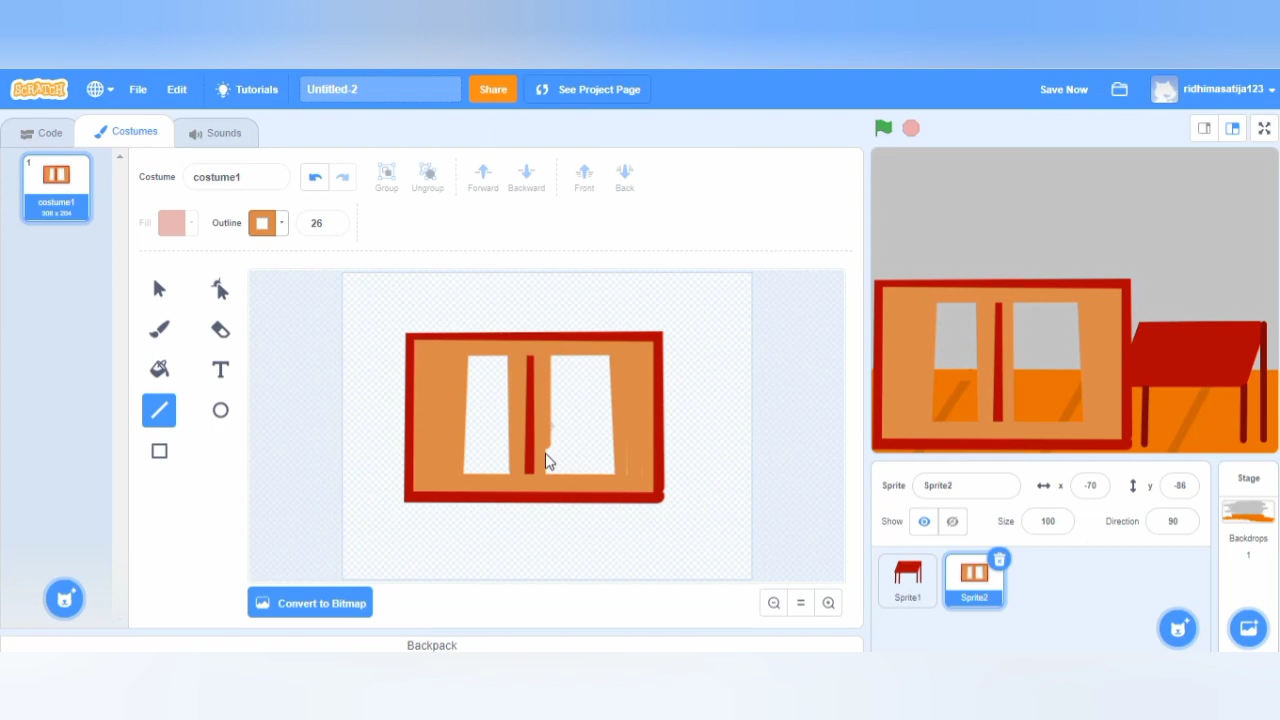 SCRATCH File Edit Tutorials Untitled-2 Share See Project Page Save Now ridhimasatija123
Code Costumes Sounds
1
costume1
308 x 204
Costume costume1 Group Ungroup Forward Backward Front Back
Fill Outline 26
T
Convert to Bitmap
Backpack
Sprite Sprite2 x -70 y -86
Show Size 100 Direction 90
Sprite1
Sprite2
Stage
Backdrops
1